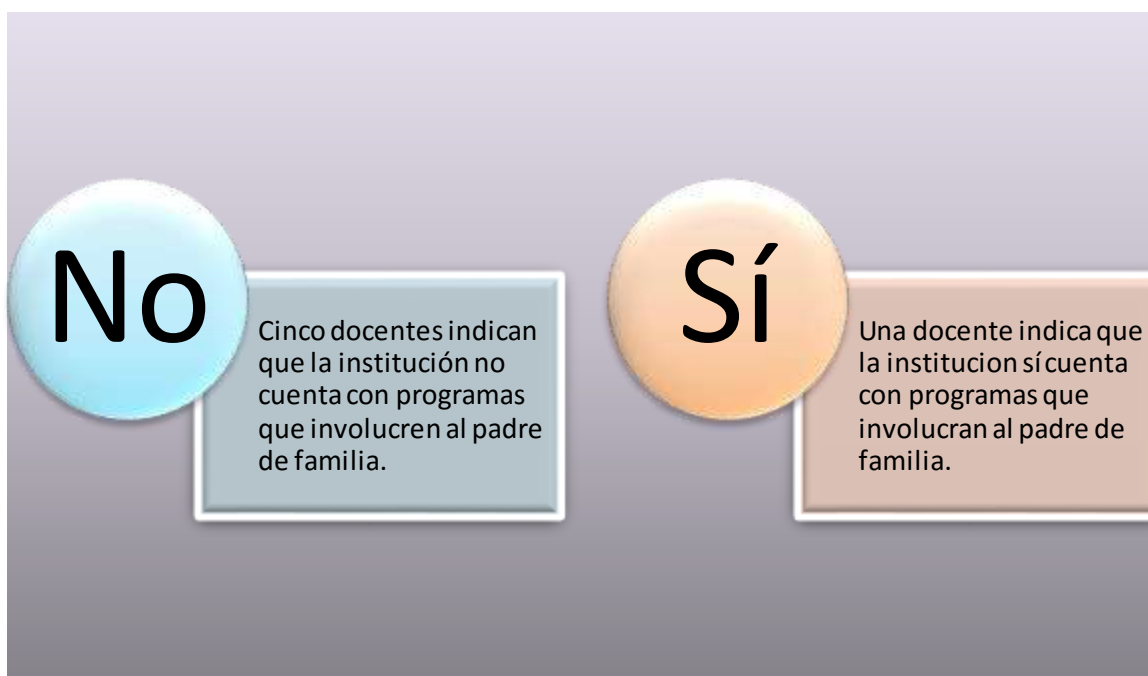 No
Cinco docentes indican
que la institución no
cuenta con programas
que involucren al padre
de familia.
Sí
Una docente indica que
la institucion sí cuenta
con programas que
involucran al padre de
familia.